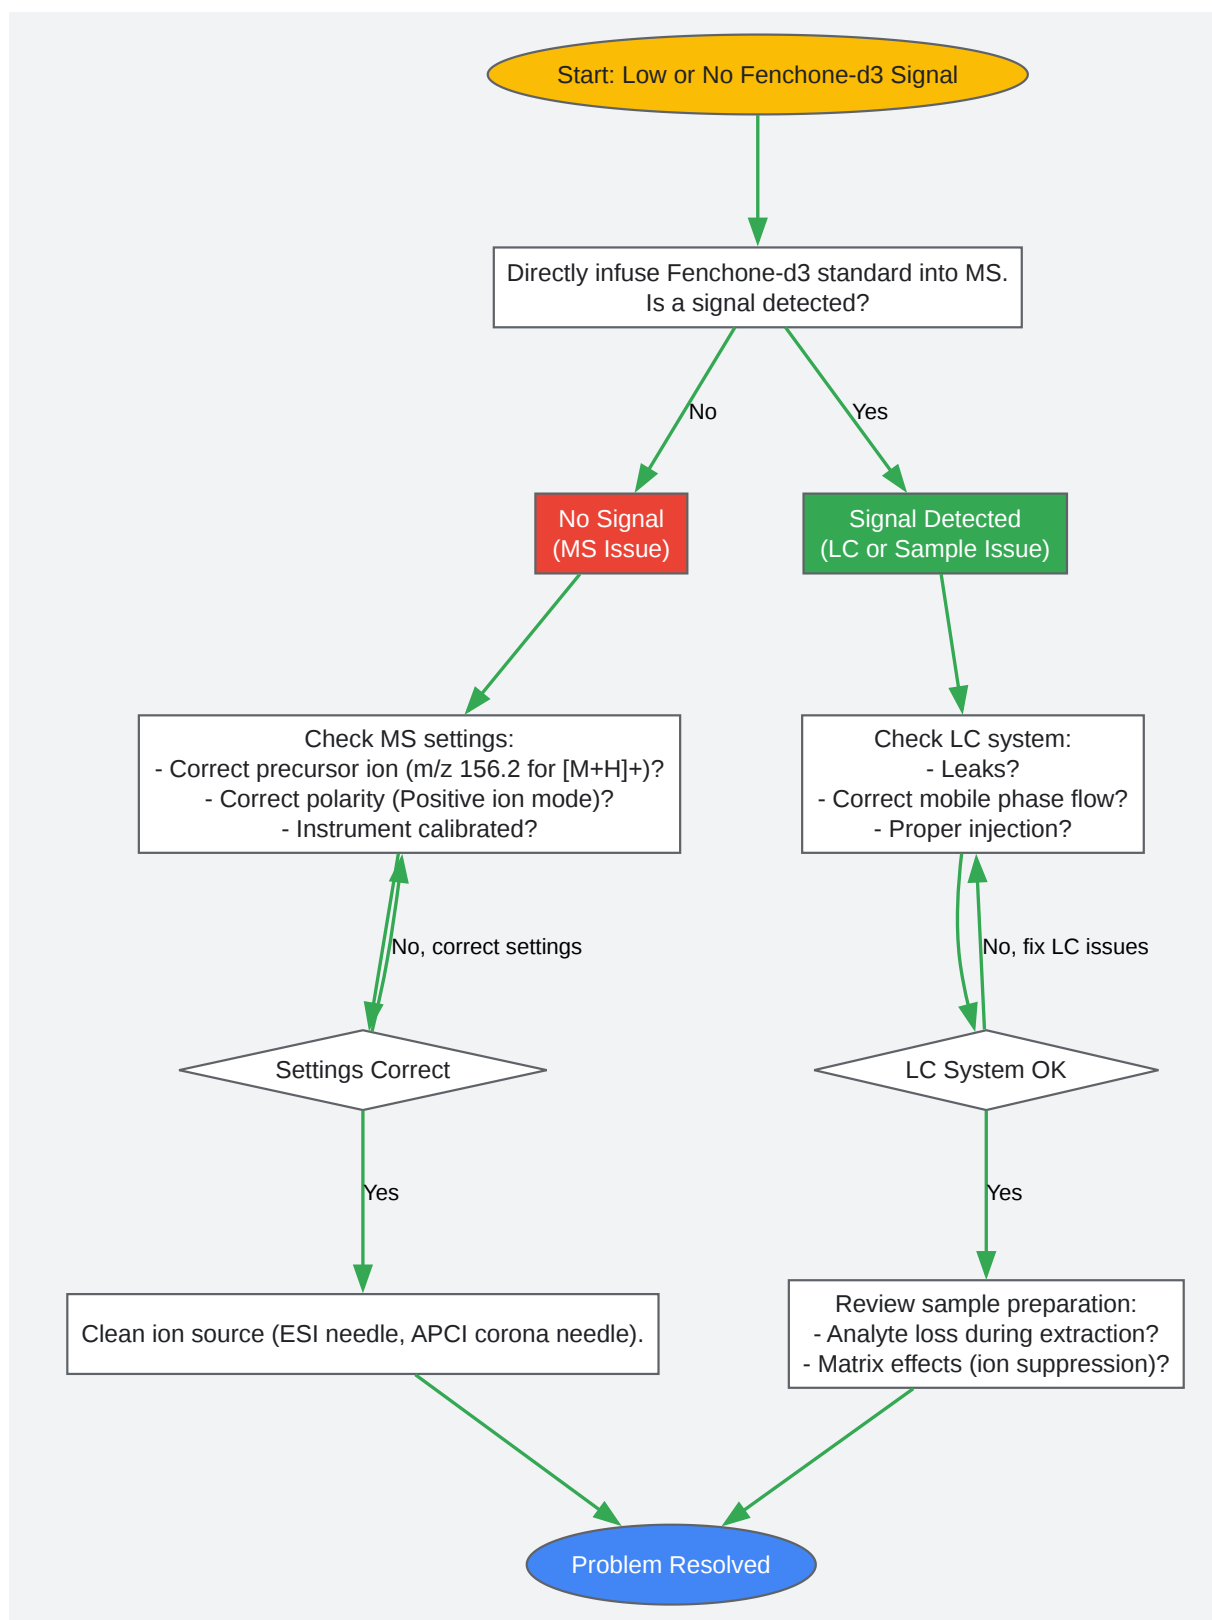 Start: Low or No Fenchone-d3 Signal
Directly infuse Fenchone-d3 standard into MS.
Is a signal detected?
No
Yes
No Signal
(MS Issue)
Signal Detected
(LC or Sample Issue)
Check MS settings:
- Correct precursor ion (m/z 156.2 for [M+H]+)?
- Correct polarity (Positive ion mode)?
- Instrument calibrated?
Check LC system:
- Leaks?
- Correct mobile phase flow?
- Proper injection?
No, correct settings
No, fix LC issues
Settings Correct
LC System OK
Yes
Yes
Clean ion source (ESI needle, APCI corona needle).
Review sample preparation:
- Analyte loss during extraction?
- Matrix effects (ion suppression)?
Problem Resolved